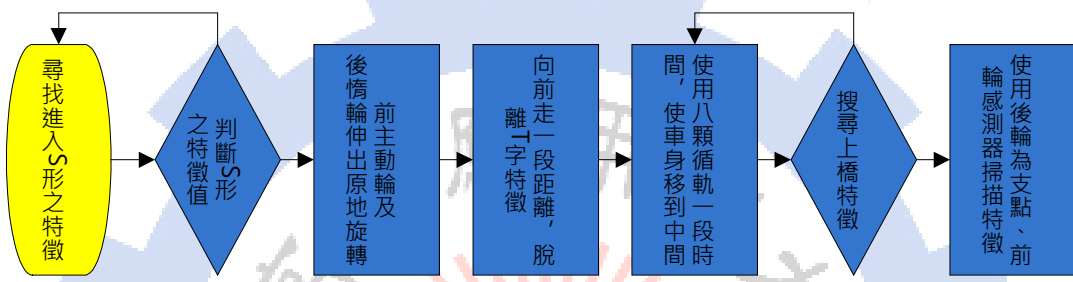 尋找進入S形之特徵
判斷S形
之特徵值
前主動輪及
後惰輪伸出原地旋轉
向前走一段距離，脫
離T字特徵
使用八顆循軌一段時
間，使車身移到中間
搜尋上橋特徵
使用後輪為支點、前
輪感測器掃描特徵